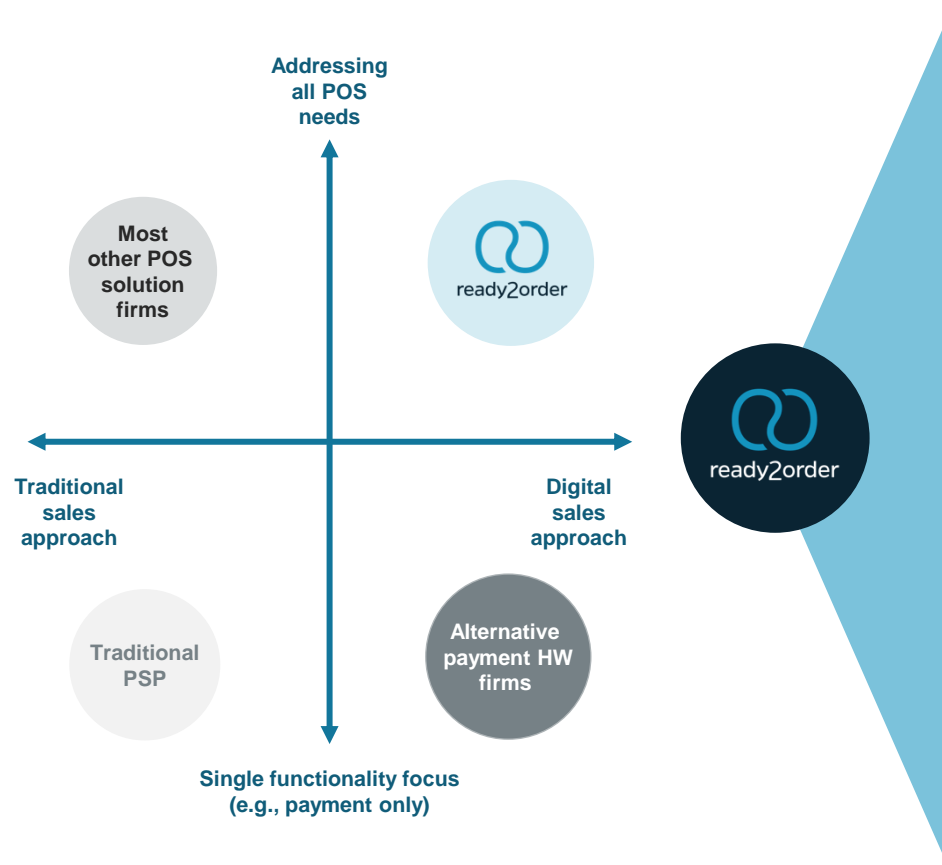 Addressing
all POS
needs
Most
other POS
solution
firms
ready2order
ready2order
Traditional
sales
approach
Digital
sales
approach
Traditional
PSP
Alternative
payment HW
firms
Single functionality focus
(e.g., payment only)